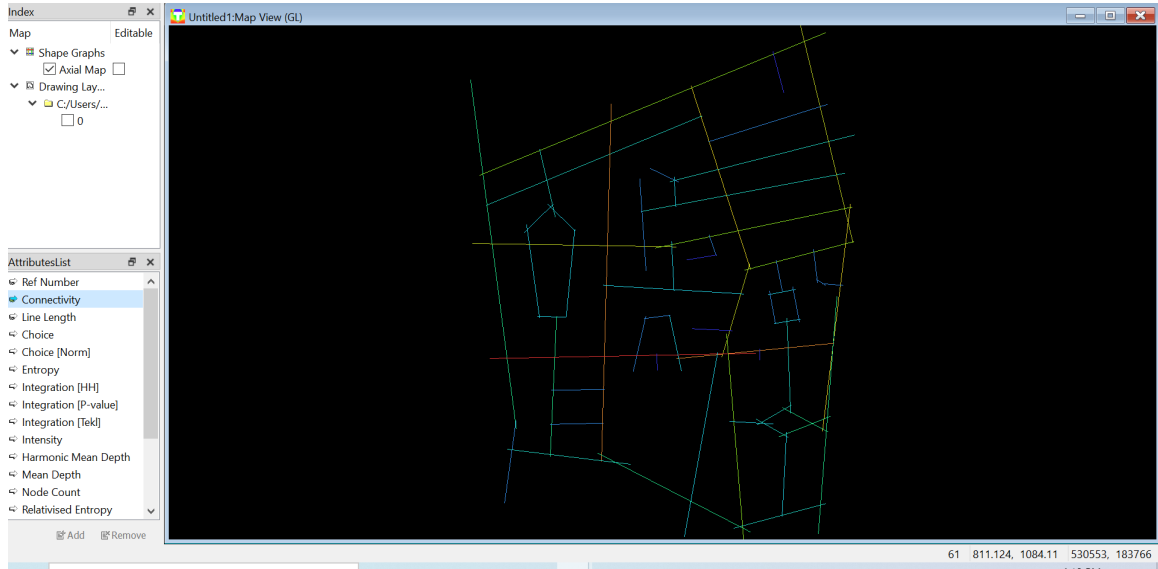 Index
Map Editable
Shape Graphs
Axial Map
Drawing Lay...
C:/Users/...
0
AttributesList
Ref Number
Connectivity
Line Length
Choice
Choice [Norm]
Entropy
Integration [HH]
Integration [P-value]
Integration [Tekl]
Intensity
Harmonic Mean Depth
Mean Depth
Node Count
Relativised Entropy
Add Remove
Untitled1:Map View (GL)
61 811.124, 1084.11 530553, 183766